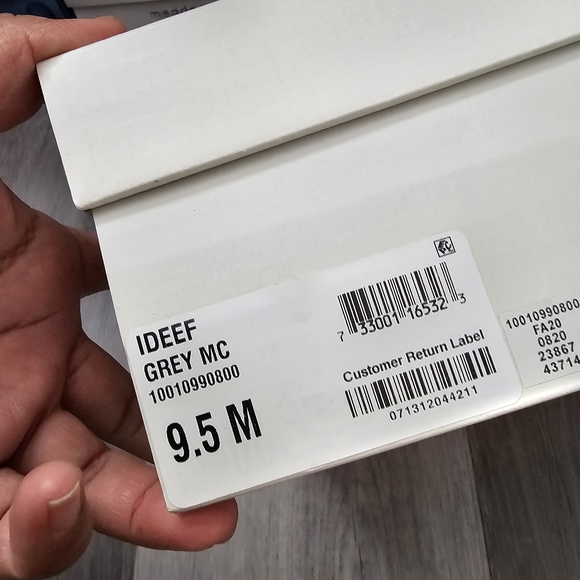 IDEEF
GREY MC
10010990800
9.5 M
7 33001 16532 3
Customer Return Label
071312044211
10010990800
FA20
0820
23867
43714